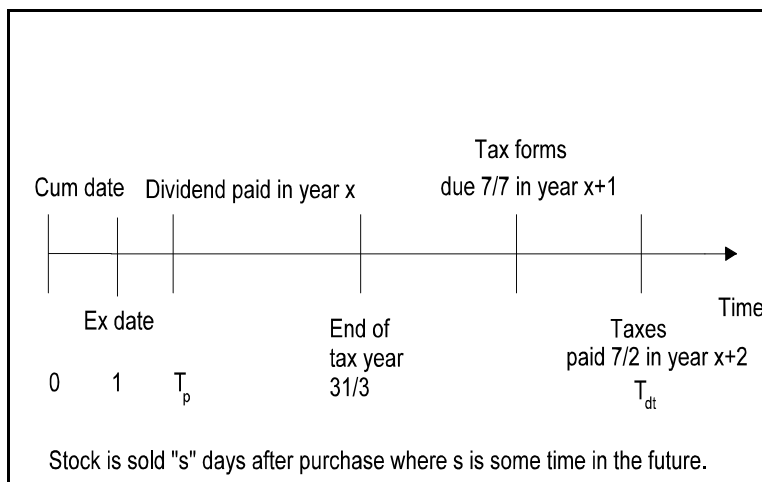 Tax forms
due 7/7 in year x+1
Cum date
Dividend paid in year x
Time
Ex date
End of
tax year
31/3
Taxes
paid 7/2 in year x+2
0
1
Tp
Tdt
Stock is sold "s" days after purchase where s is some time in the future.